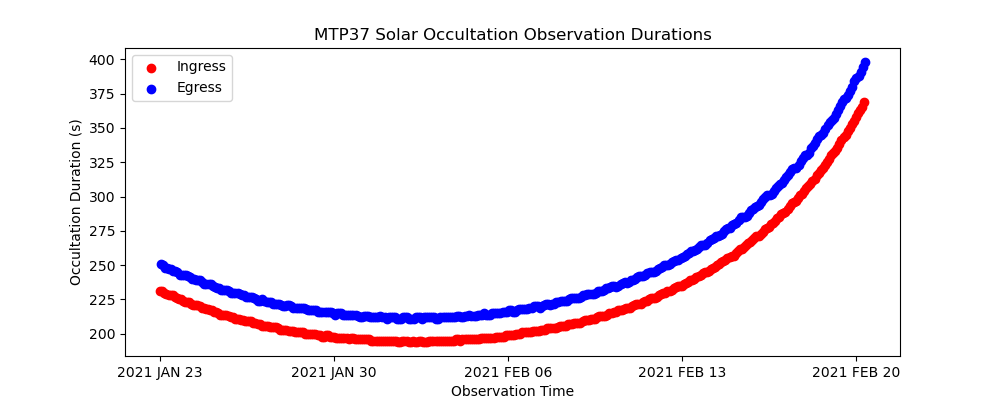 MTP37 Solar Occultation Observation Durations
Ingress
Egress
400
375
350
325
300
275
250
225
200
Occultation Duration (s)
2021 JAN 23 2021 JAN 30 2021 FEB 06 2021 FEB 13 2021 FEB 20
Observation Time